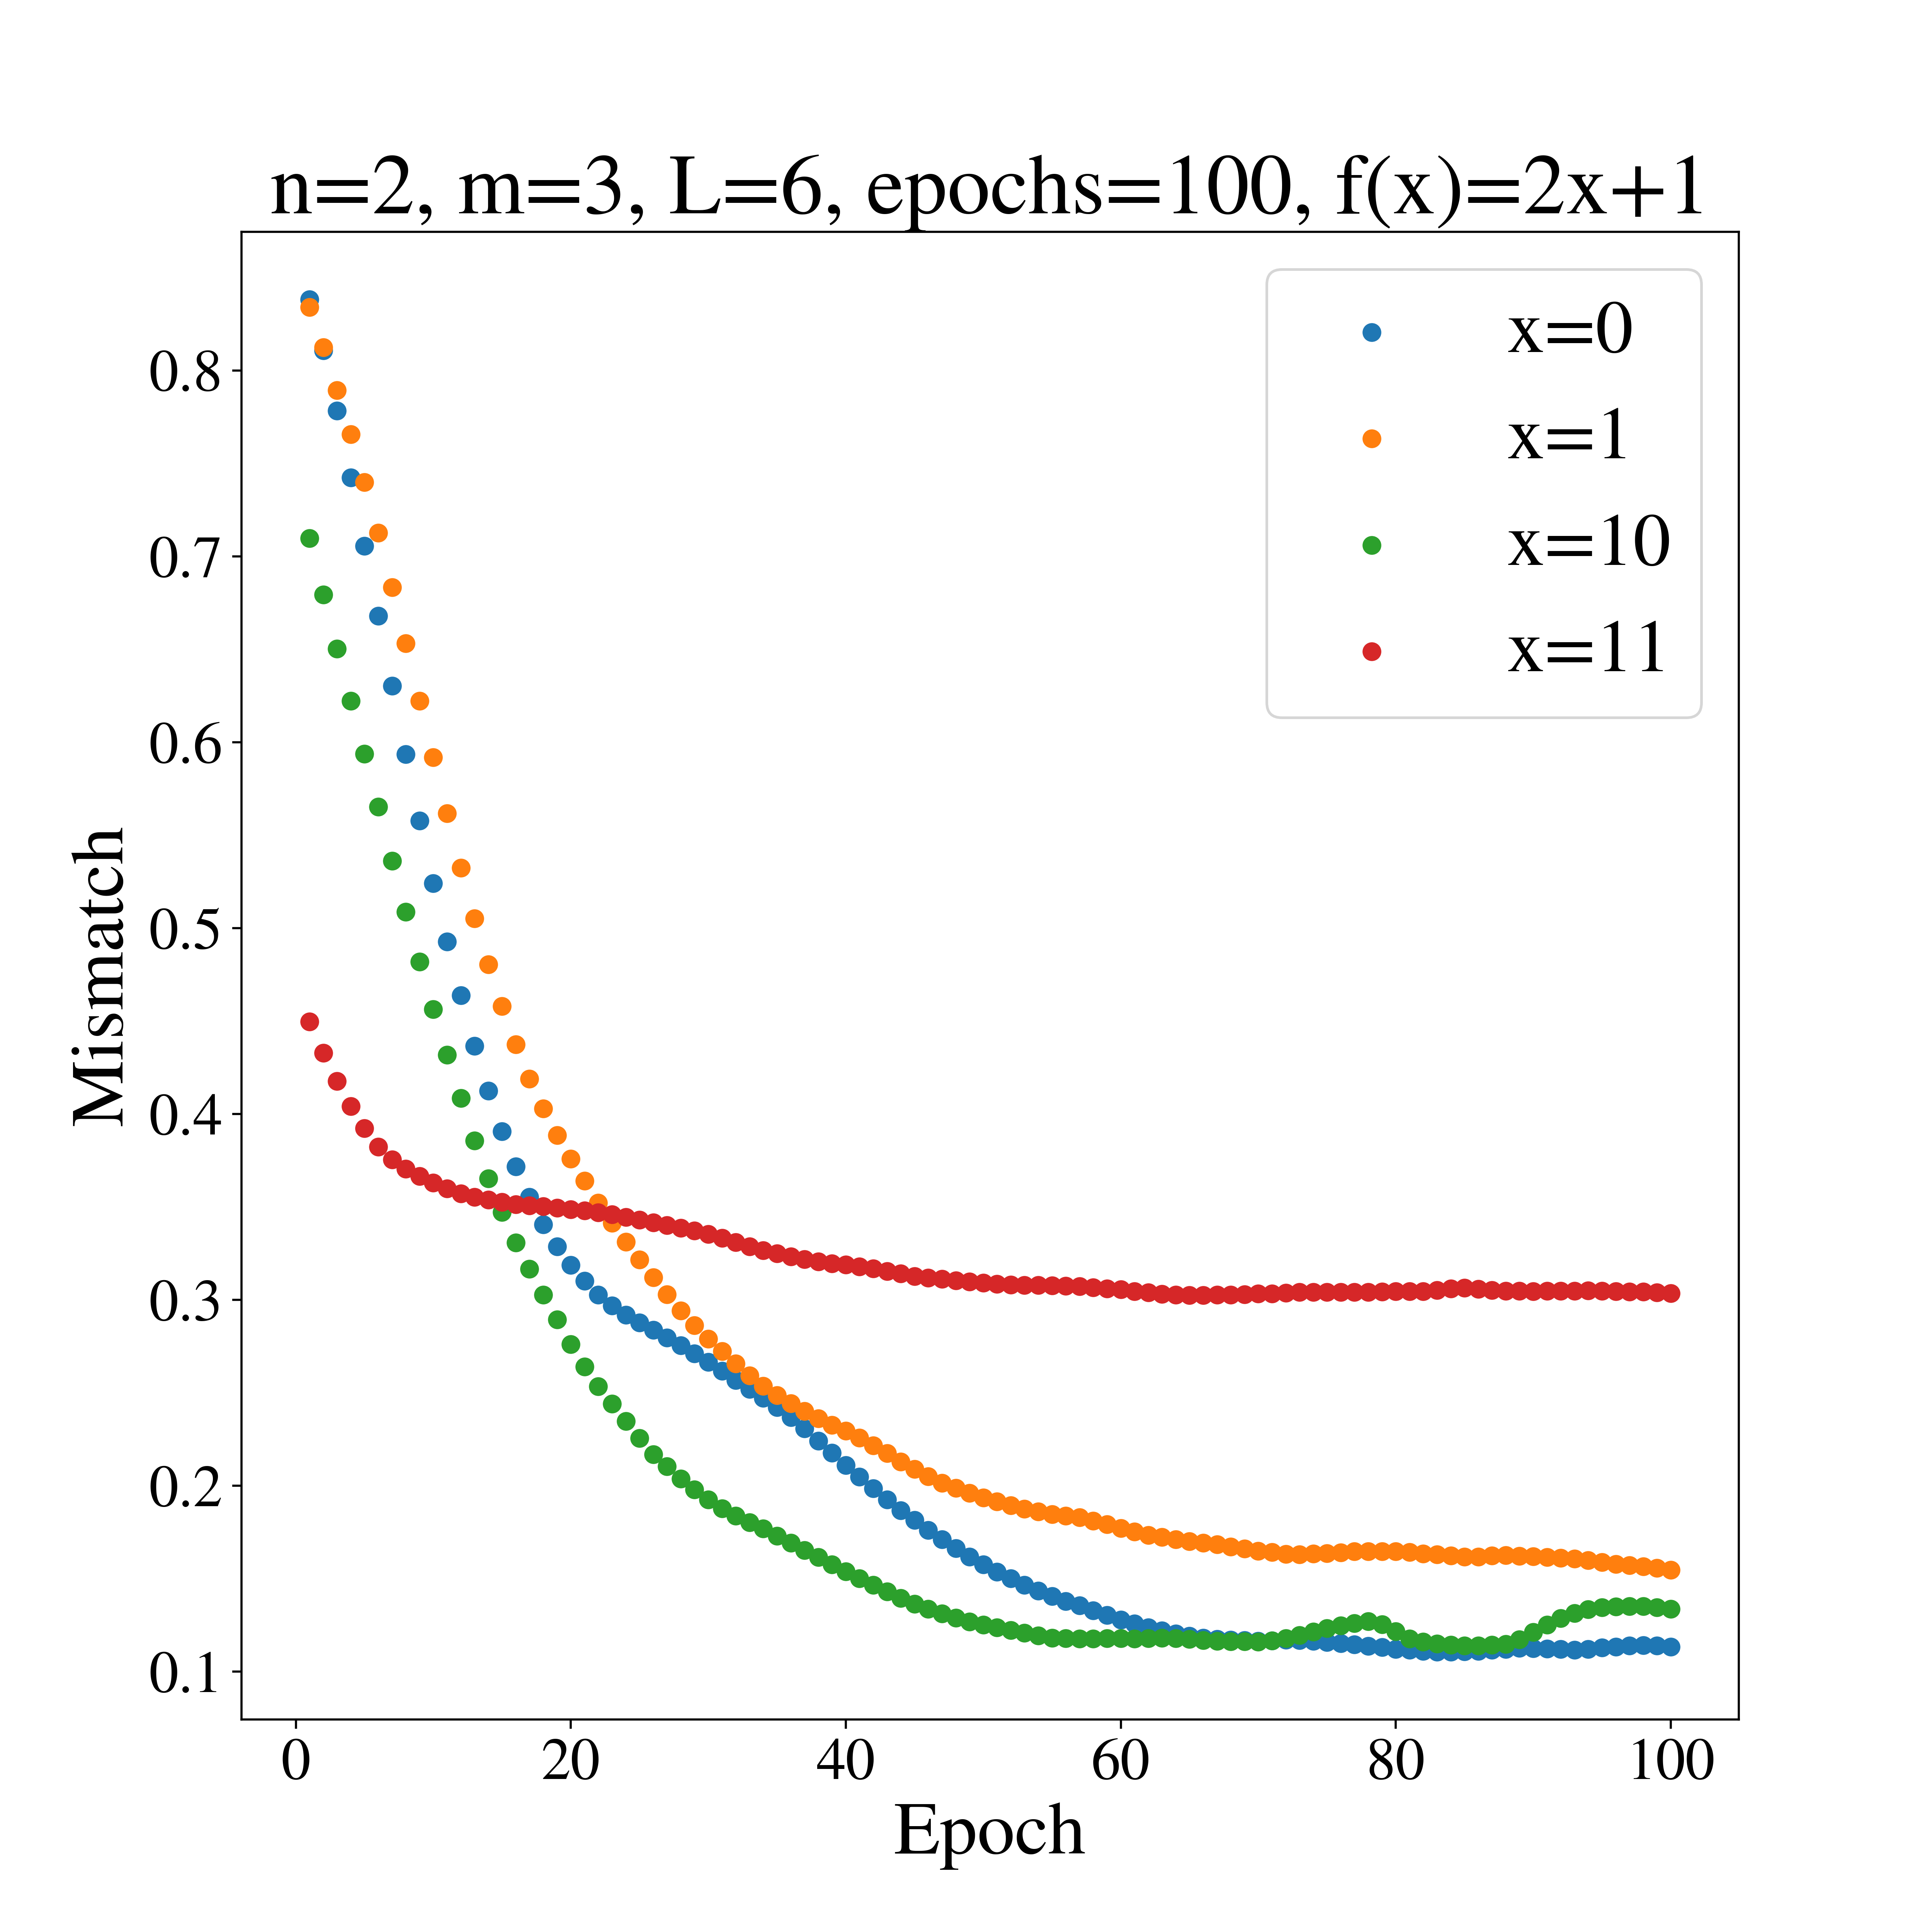 n=2, m=3, L=6, epochs=100, f(x)=2x+1
x=0
x=1
x=10
x=11
0.8
0.7
0.6
0.5
0.4
0.3
0.2
0.1
Mismatch
0 20 40 60 80 100
Epoch